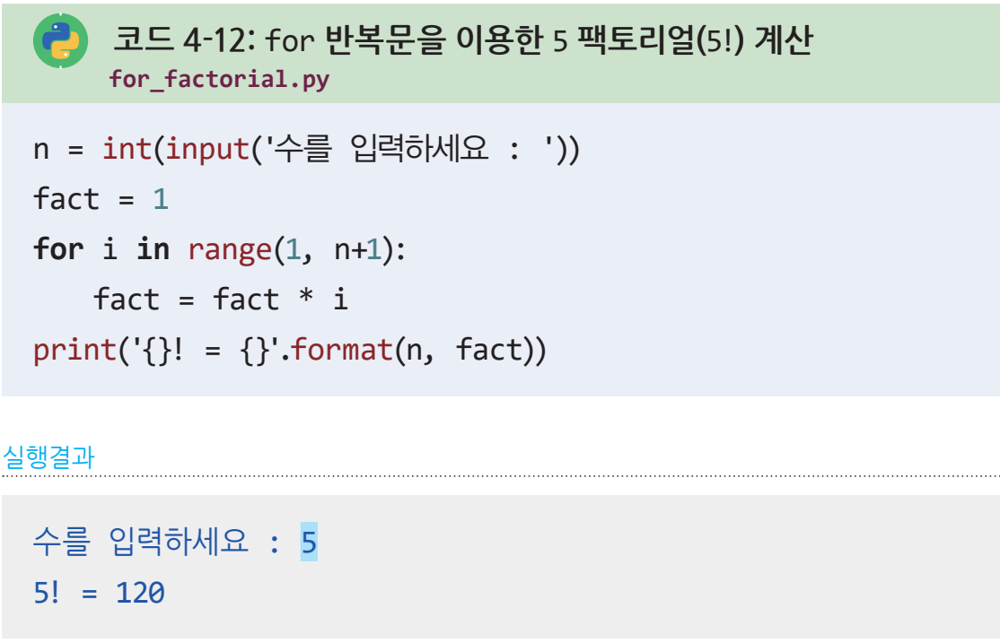 코드 4-12: for 반복문을 이용한 5 팩토리얼(5!) 계산
for_factorial.py
n = int(input('수를 입력하세요 : '))
fact = 1
for i in range(1, n+1):
    fact = fact * i
print('{}! = {}'.format(n, fact))
실행결과
수를 입력하세요 : 5
5! = 120